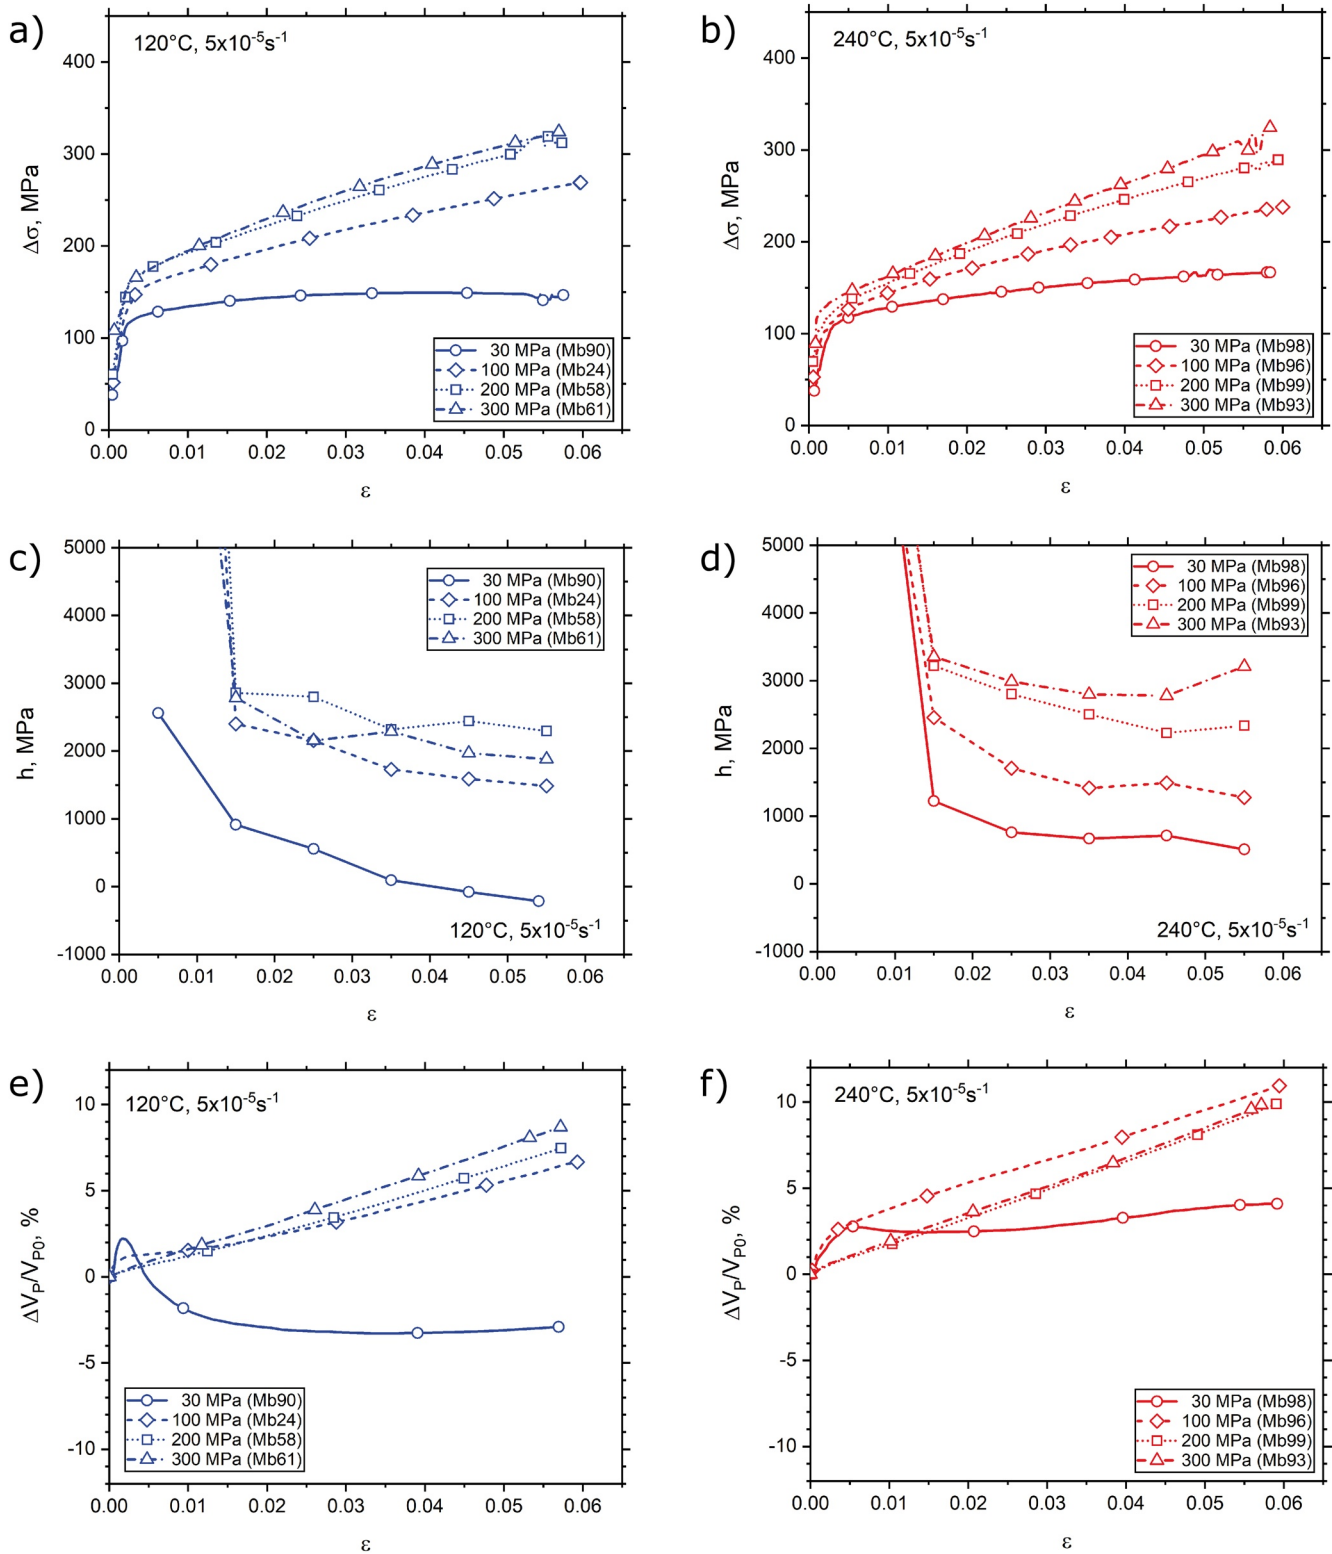 a)
120°C, 5x10⁻⁵s⁻¹
400
300
200
100
0
Δσ, MPa
0.00 0.01 0.02 0.03 0.04 0.05 0.06
ε
30 MPa (Mb90)
100 MPa (Mb24)
200 MPa (Mb58)
300 MPa (Mb61)
b)
240°C, 5x10⁻⁵s⁻¹
400
300
200
100
0
Δσ, MPa
0.00 0.01 0.02 0.03 0.04 0.05 0.06
ε
30 MPa (Mb98)
100 MPa (Mb96)
200 MPa (Mb99)
300 MPa (Mb93)
c)
5000
4000
3000
2000
1000
0
-1000
h, MPa
30 MPa (Mb90)
100 MPa (Mb24)
200 MPa (Mb58)
300 MPa (Mb61)
120°C, 5x10⁻⁵s⁻¹
0.00 0.01 0.02 0.03 0.04 0.05 0.06
ε
d)
5000
4000
3000
2000
1000
0
-1000
h, MPa
30 MPa (Mb98)
100 MPa (Mb96)
200 MPa (Mb99)
300 MPa (Mb93)
240°C, 5x10⁻⁵s⁻¹
0.00 0.01 0.02 0.03 0.04 0.05 0.06
ε
e)
120°C, 5x10⁻⁵s⁻¹
10
5
0
-5
-10
ΔV_P/V_P0, %
30 MPa (Mb90)
100 MPa (Mb24)
200 MPa (Mb58)
300 MPa (Mb61)
0.00 0.01 0.02 0.03 0.04 0.05 0.06
ε
f)
240°C, 5x10⁻⁵s⁻¹
10
5
0
-5
-10
ΔV_P/V_P0, %
30 MPa (Mb98)
100 MPa (Mb96)
200 MPa (Mb99)
300 MPa (Mb93)
0.00 0.01 0.02 0.03 0.04 0.05 0.06
ε